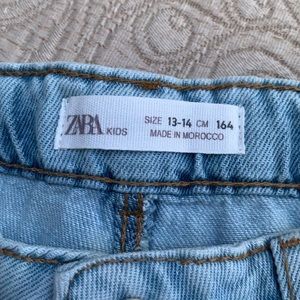 ZARA KIDS
SIZE 13-14 CM 164
MADE IN MOROCCO